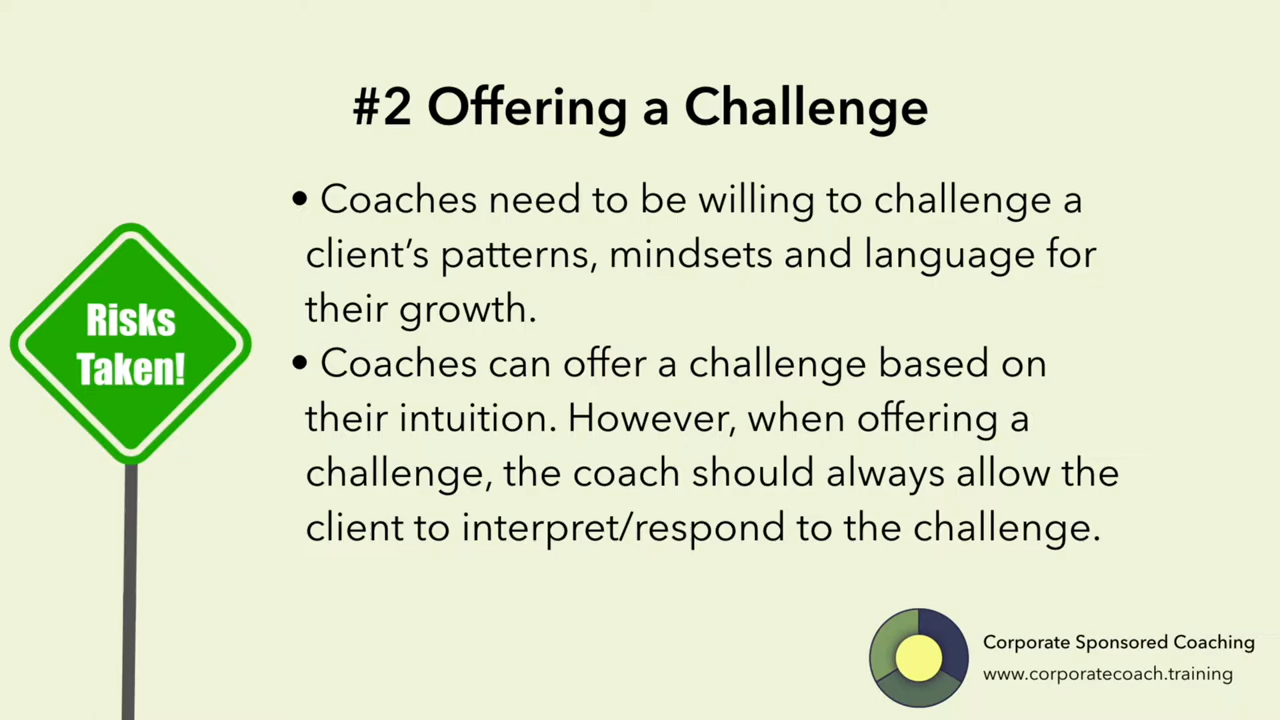 #2 Offering a Challenge
• Coaches need to be willing to challenge a
client’s patterns, mindsets and language for
their growth.
• Coaches can offer a challenge based on
their intuition. However, when offering a
challenge, the coach should always allow the
client to interpret/respond to the challenge.
Risks
Taken!
Corporate Sponsored Coaching
www.corporatecoach.training